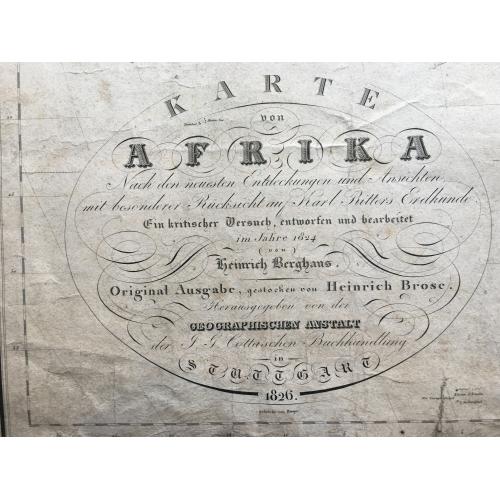 KARTE
von
AFRIKA
Nach den neuesten Entdeckungen und Ansichten
mit besonderer Rücksicht auf Karl Ritters Erdkunde
Ein kritischer Versuch, entworfen und bearbeitet
im Jahre 1824
(von)
Heinrich Berghaus.
Original Ausgabe, gestochen von Heinrich Brose.
Herausgegeben von der
GEOGRAPHISCHEN ANSTALT
der J. G. Cotta'schen Buchhandlung
in
STUTTGART
1826.